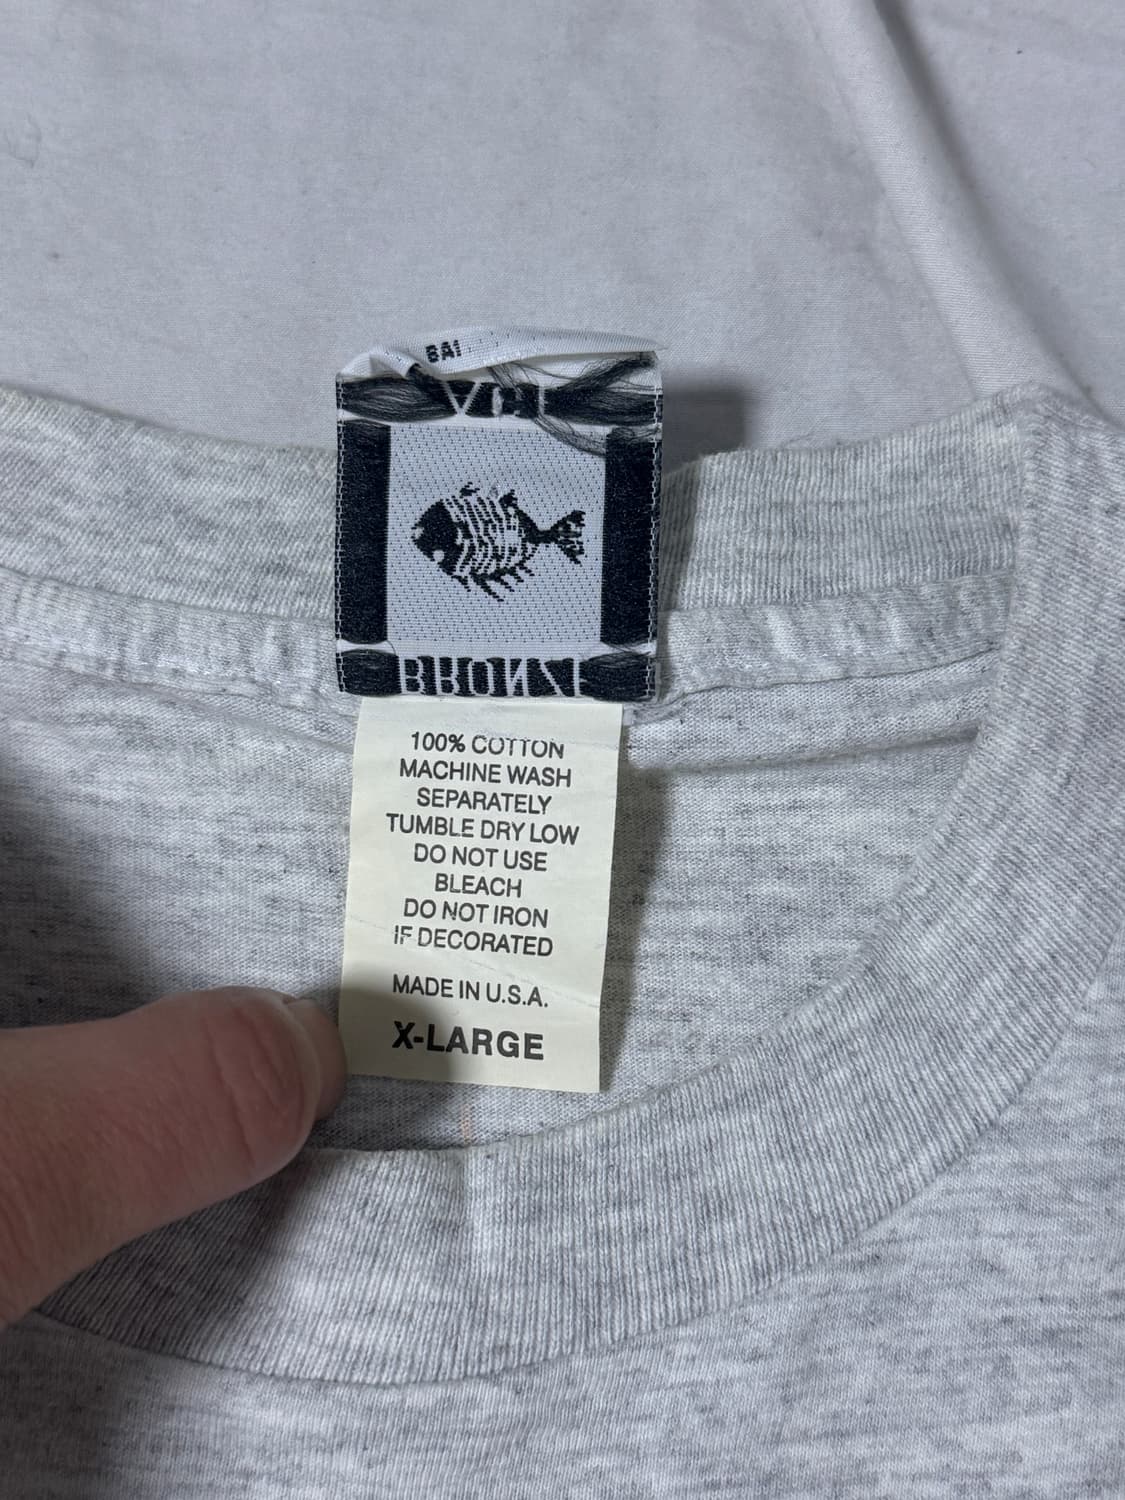 100% COTTON
MACHINE WASH
SEPARATELY
TUMBLE DRY LOW
DO NOT USE
BLEACH
DO NOT IRON
IF DECORATED
MADE IN U.S.A.
X-LARGE